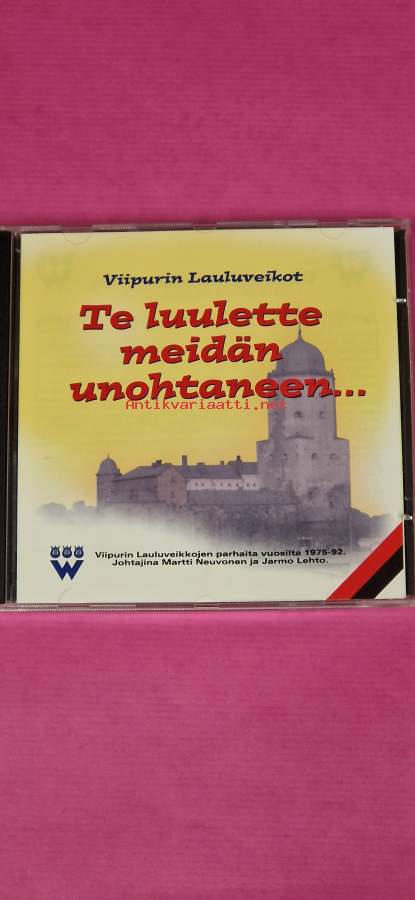 Viipurin Lauluveikot
Te luulette
meidän
unohtaneen...
Antikvariaatti.net
W
Viipurin Lauluveikkojen parhaita vuosilta 1975-92.
Johtajina Martti Neuvonen ja Jarmo Lehto.